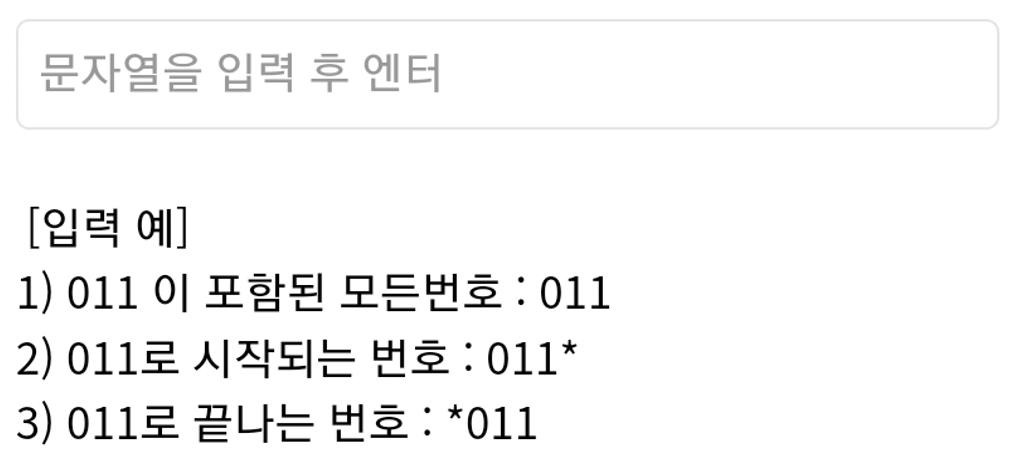 문자열을 입력 후 엔터
[입력 예]
1) 011 이 포함된 모든번호 : 011
2) 011로 시작되는 번호 : 011*
3) 011로 끝나는 번호 : *011